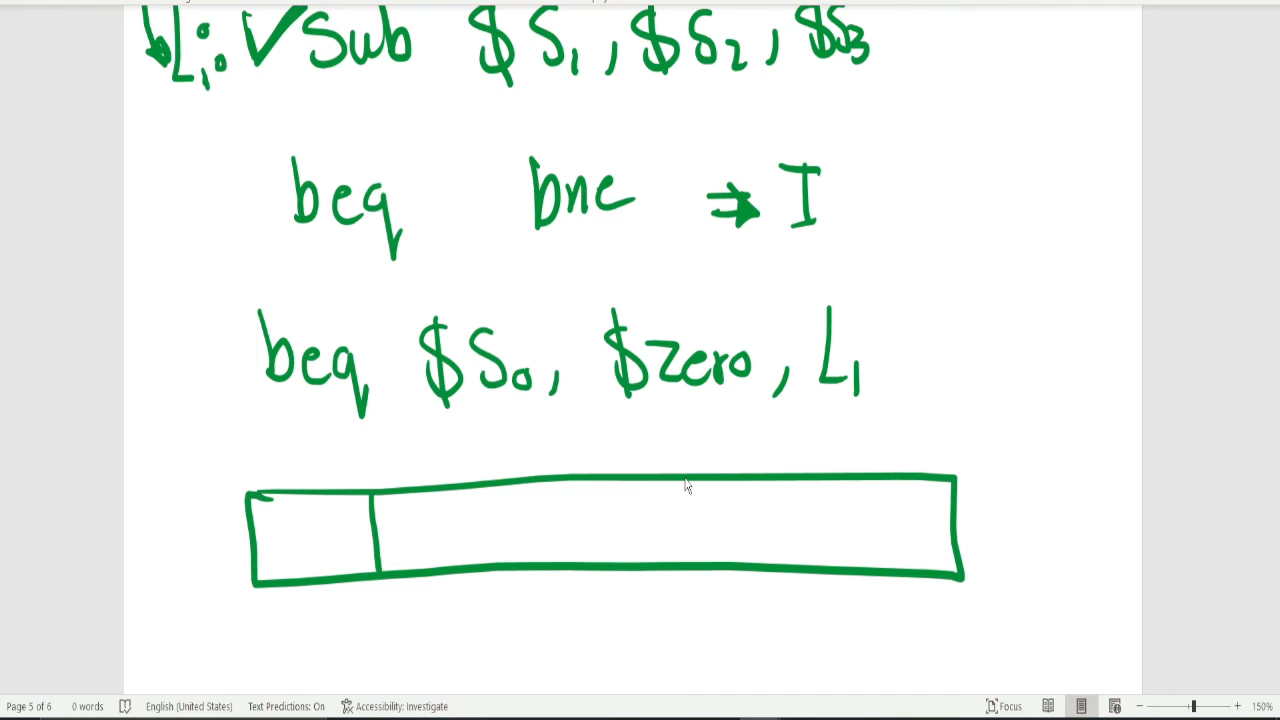 L1: ✓ Sub $S1, $S2, $S3
beq bne ⇒ I
beq $S0, $zero, L1
Page 5 of 6 0 words English (United States) Text Predictions: On Accessibility: Investigate Focus 150%